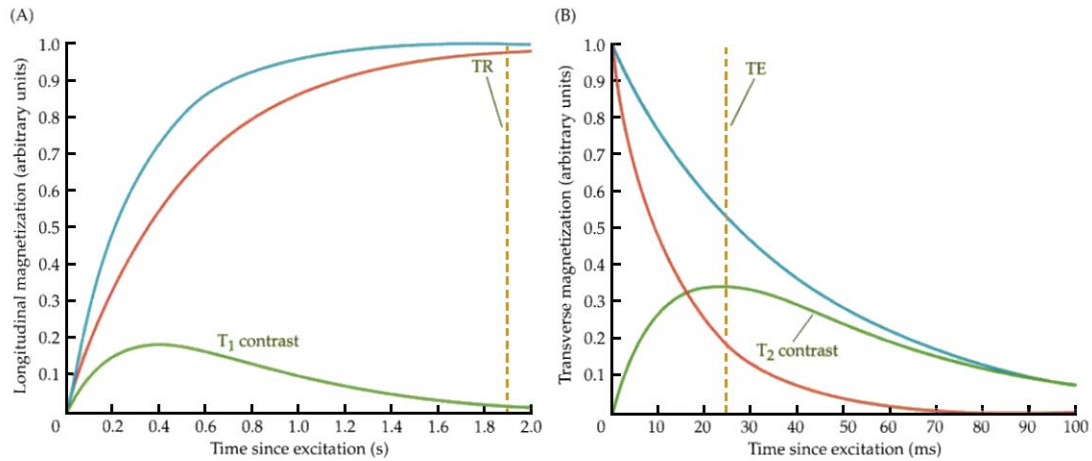 (A)
Longitudinal magnetization (arbitrary units)
1.0
0.9
0.8
0.7
0.6
0.5
0.4
0.3
0.2
0.1
0
TR
T₁ contrast
0.2 0.4 0.6 0.8 1.0 1.2 1.4 1.6 1.8 2.0
Time since excitation (s)
(B)
Transverse magnetization (arbitrary units)
1.0
0.9
0.8
0.7
0.6
0.5
0.4
0.3
0.2
0.1
0
TE
T₂ contrast
10 20 30 40 50 60 70 80 90 100
Time since excitation (ms)